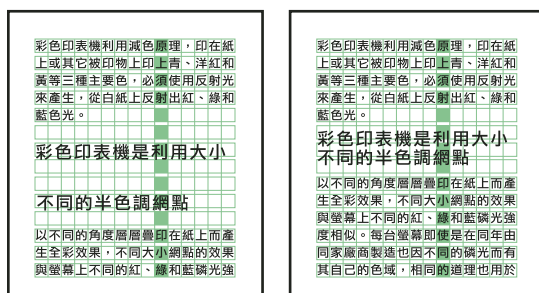 彩色印表機利用減色原理，印在紙
上或其它被印物上印上青、洋紅和
黃等三種主要色，必須使用反射光
來產生，從白紙上反射出紅、綠和
藍色光。
彩色印表機是利用大小
不同的半色調網點
以不同的角度層層疊印在紙上而產
生全彩效果，不同大小網點的效果
與螢幕上不同的紅、綠和藍磷光強
彩色印表機利用減色原理，印在紙
上或其它被印物上印上青、洋紅和
黃等三種主要色，必須使用反射光
來產生，從白紙上反射出紅、綠和
藍色光。
彩色印表機是利用大小
不同的半色調網點
以不同的角度層層疊印在紙上而產
生全彩效果，不同大小網點的效果
與螢幕上不同的紅、綠和藍磷光強
度相似。每台螢幕即使是在同年由
同家廠商製造也因不同的磷光而有
其自己的色域，相同的道理也用於